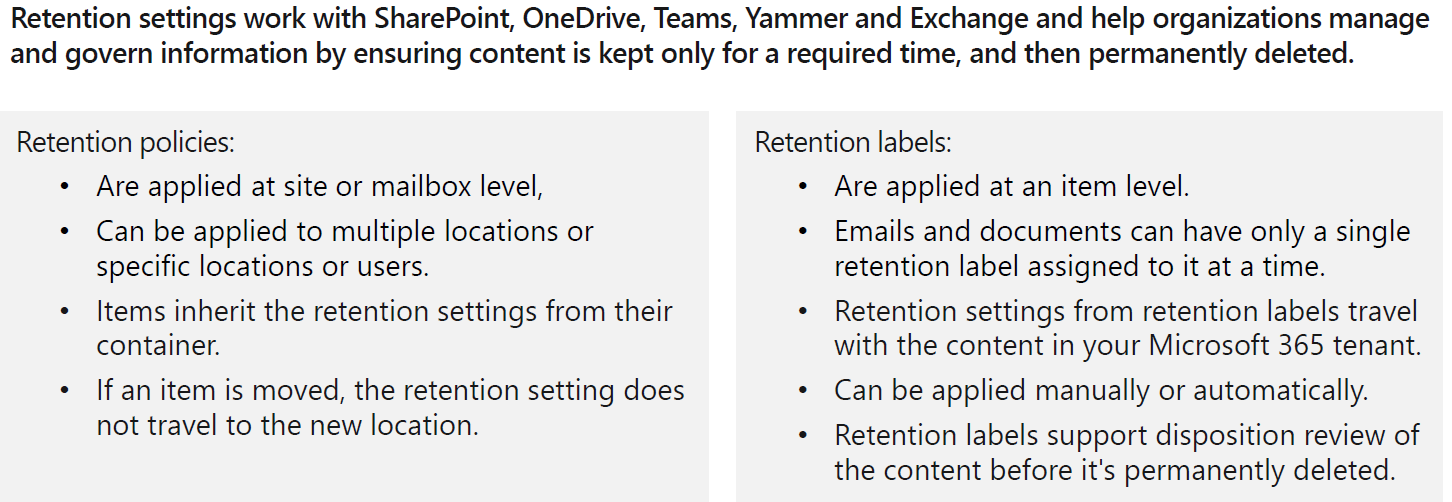 Retention settings work with SharePoint, OneDrive, Teams, Yammer and Exchange and help organizations manage
and govern information by ensuring content is kept only for a required time, and then permanently deleted.
Retention policies:
• Are applied at site or mailbox level,
• Can be applied to multiple locations or
specific locations or users.
• Items inherit the retention settings from their
container.
• If an item is moved, the retention setting does
not travel to the new location.
Retention labels:
• Are applied at an item level.
• Emails and documents can have only a single
retention label assigned to it at a time.
• Retention settings from retention labels travel
with the content in your Microsoft 365 tenant.
• Can be applied manually or automatically.
• Retention labels support disposition review of
the content before it's permanently deleted.